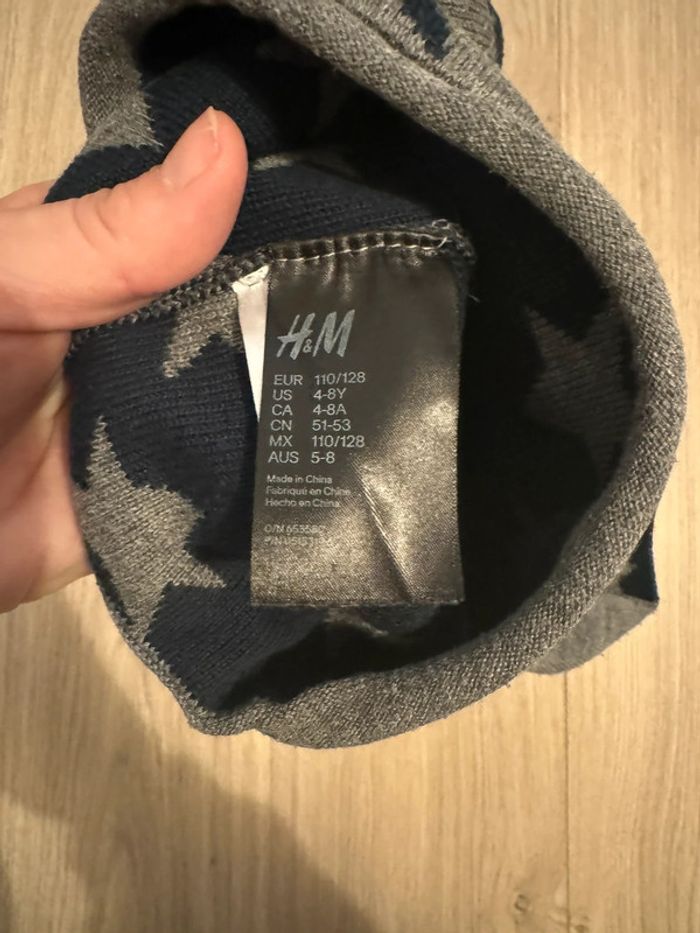 H&M
EUR 110/128
US 4-8Y
CA 4-8A
CN 51-53
MX 110/128
AUS 5-8
Made in China
Fabriqué en Chine
Hecho en China
O/N
P/N